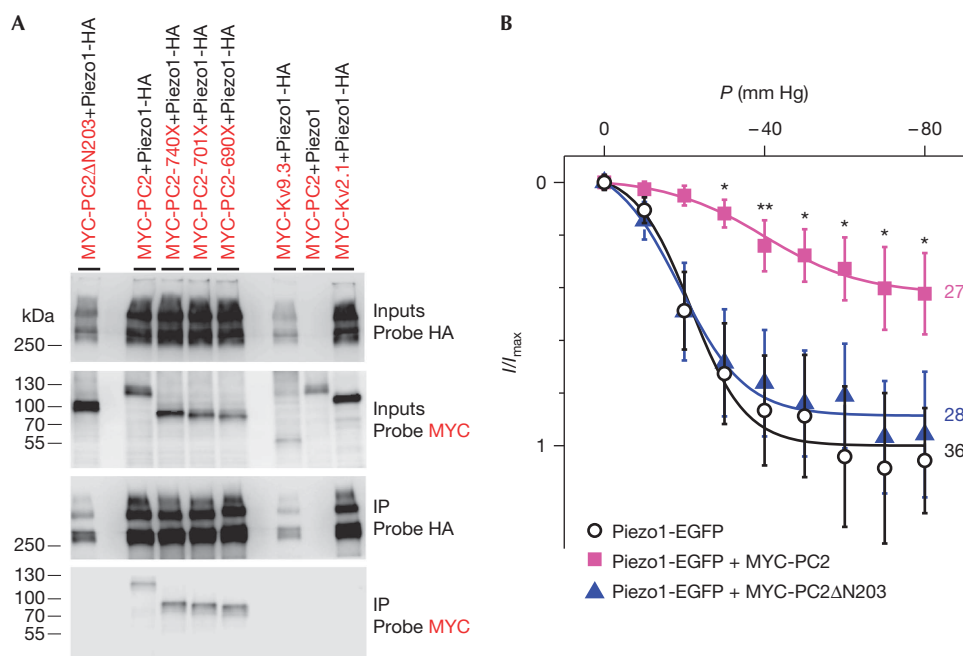 A
MYC-PC2ΔN203+Piezo1-HA
MYC-PC2+Piezo1-HA
MYC-PC2-740X+Piezo1-HA
MYC-PC2-701X+Piezo1-HA
MYC-PC2-690X+Piezo1-HA
MYC-Kv9.3+Piezo1-HA
MYC-PC2+Piezo1
MYC-Kv2.1+Piezo1-HA
kDa
250
Inputs
Probe HA
130
100
70
55
Inputs
Probe MYC
250
IP
Probe HA
130
100
70
55
IP
Probe MYC
B
P (mm Hg)
0 −40 −80
0
1
I/Imax
* ** * * * *
27
28
36
Piezo1-EGFP
Piezo1-EGFP + MYC-PC2
Piezo1-EGFP + MYC-PC2ΔN203